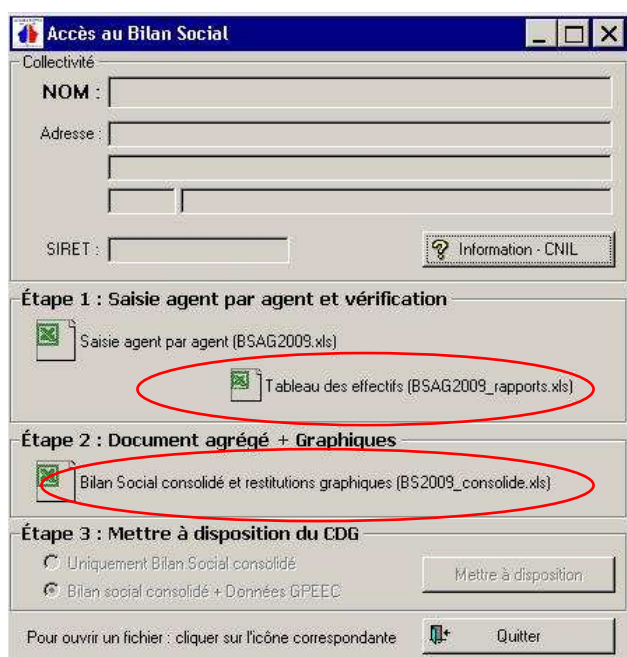 Accès au Bilan Social
Collectivité
NOM :
Adresse :
SIRET :
? Information - CNIL
Étape 1 : Saisie agent par agent et vérification
Saisie agent par agent (BSAG2009.xls)
Tableau des effectifs (BSAG2009_rapports.xls)
Étape 2 : Document agrégé + Graphiques
Bilan Social consolidé et restitutions graphiques (BS2009_consolide.xls)
Étape 3 : Mettre à disposition du CDG
Uniquement Bilan Social consolidé
Mettre à disposition
Bilan social consolidé + Données GPEEC
Pour ouvrir un fichier : cliquer sur l'icône correspondante
Quitter